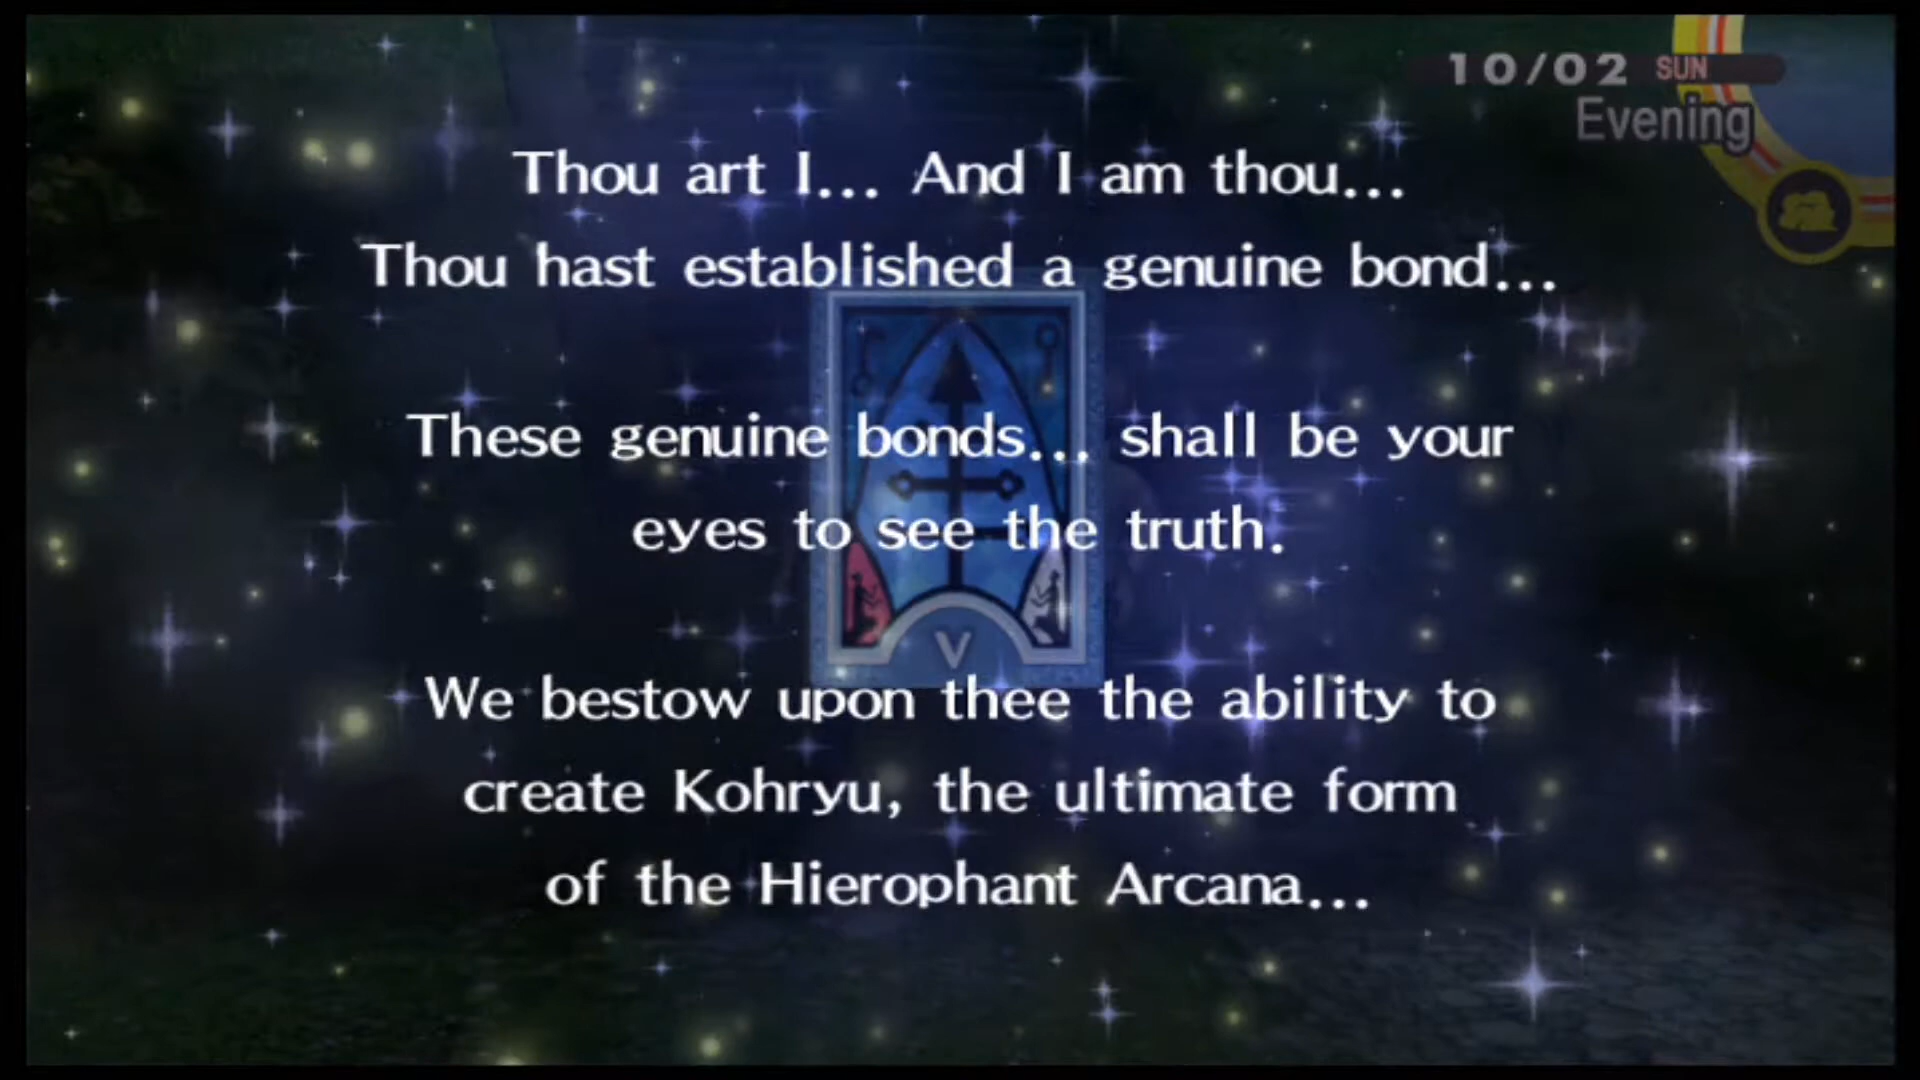 10/02 SUN
Evening
Thou art I... And I am thou...
Thou hast established a genuine bond...
These genuine bonds... shall be your
eyes to see the truth.
V
We bestow upon thee the ability to
create Kohryu, the ultimate form
of the Hierophant Arcana...